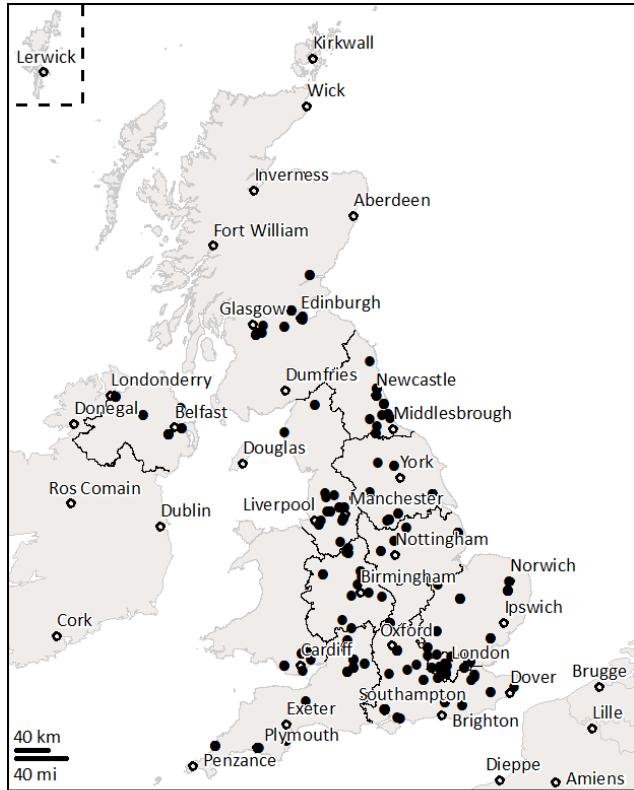 Lerwick
Kirkwall
Wick
Inverness
Aberdeen
Fort William
Glasgow
Edinburgh
Dumfries
Newcastle
Londonderry
Donegal
Belfast
Middlesbrough
Douglas
York
Ros Comain
Dublin
Liverpool
Manchester
Nottingham
Birmingham
Norwich
Ipswich
Cork
Cardiff
Oxford
London
Southampton
Dover
Brugge
Exeter
Brighton
Lille
Plymouth
Penzance
Dieppe
Amiens
40 km
40 mi